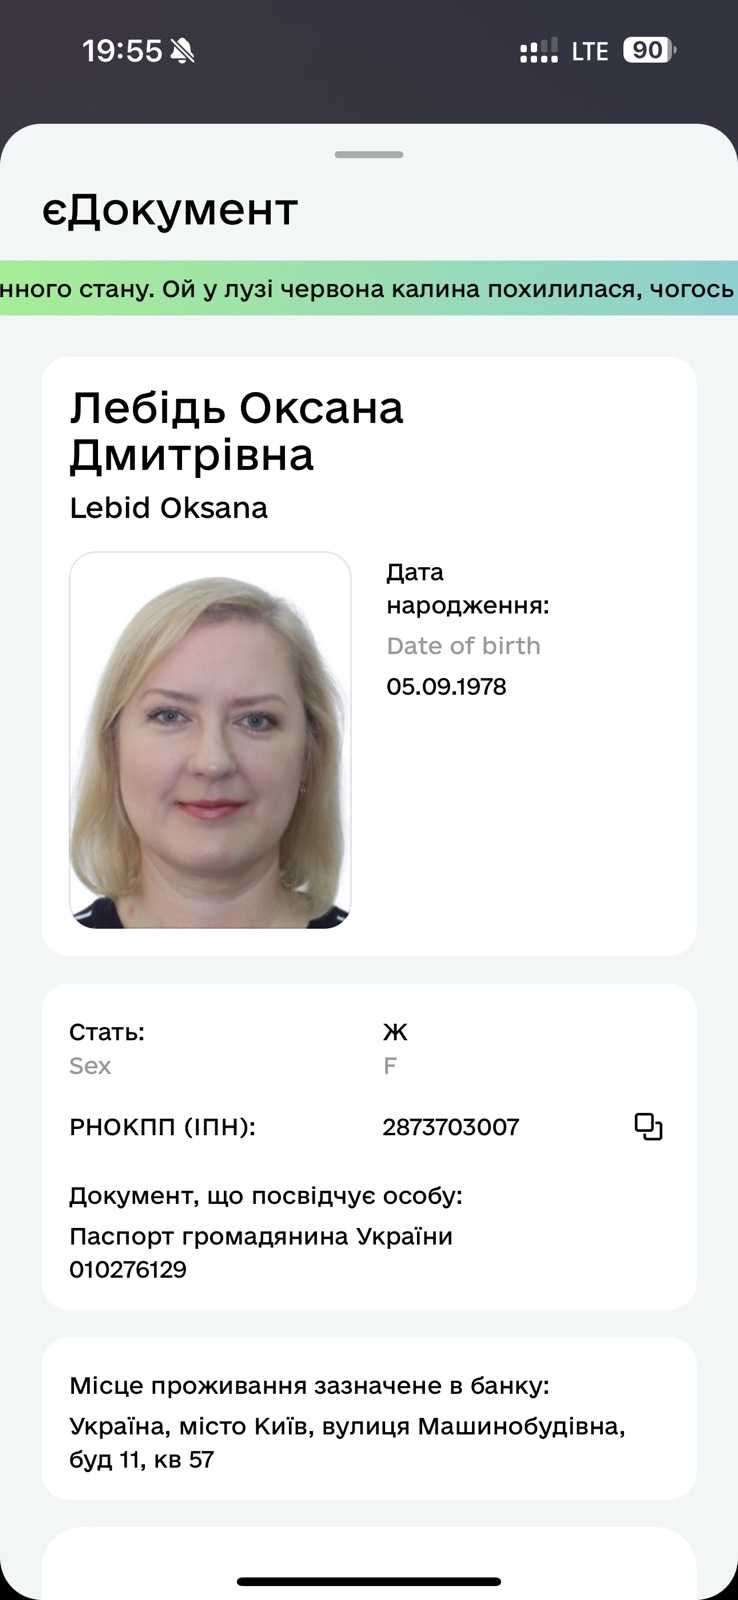 19:55
LTE 90
єДокумент
нного стану. Ой у лузі червона калина похилилася, чогось
Лебідь Оксана
Дмитрівна
Lebid Oksana
Дата
народження:
Date of birth
05.09.1978
Стать: Ж
Sex F
РНОКПП (ІПН): 2873703007
Документ, що посвідчує особу:
Паспорт громадянина України
010276129
Місце проживання зазначене в банку:
Україна, місто Київ, вулиця Машинобудівна,
буд 11, кв 57